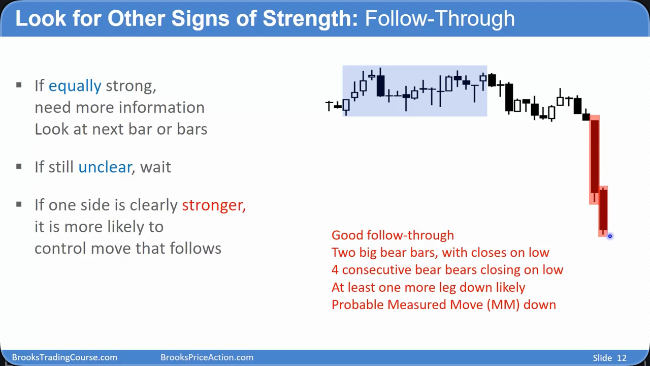 Look for Other Signs of Strength: Follow-Through
If equally strong,
need more information
Look at next bar or bars
If still unclear, wait
If one side is clearly stronger,
it is more likely to
control move that follows
Good follow-through
Two big bear bars, with closes on low
4 consecutive bear bears closing on low
At least one more leg down likely
Probable Measured Move (MM) down
BrooksTradingCourse.com BrooksPriceAction.com Slide 12